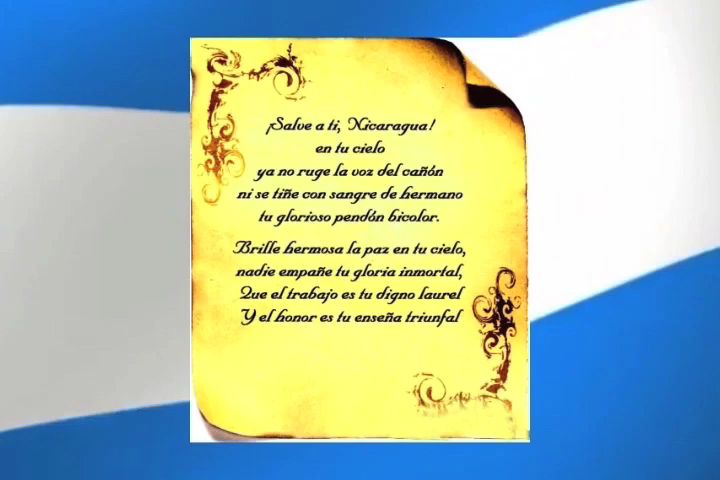 ¡Salve a ti, Nicaragua!
en tu cielo
ya no ruge la voz del cañón
ni se tiñe con sangre de hermano
tu glorioso pendón bicolor.
Brille hermosa la paz en tu cielo,
nadie empañe tu gloria inmortal,
Que el trabajo es tu digno laurel
Y el honor es tu enseña triunfal